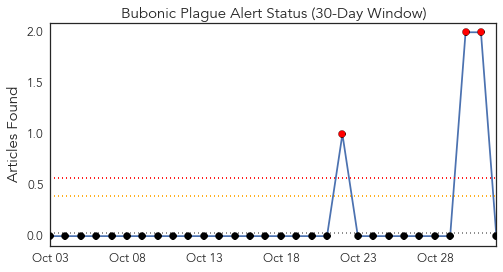 Bubonic Plague Alert Status (30-Day Window)
Articles Found
2.0
1.5
1.0
0.5
0.0
Oct 03 Oct 08 Oct 13 Oct 18 Oct 23 Oct 28